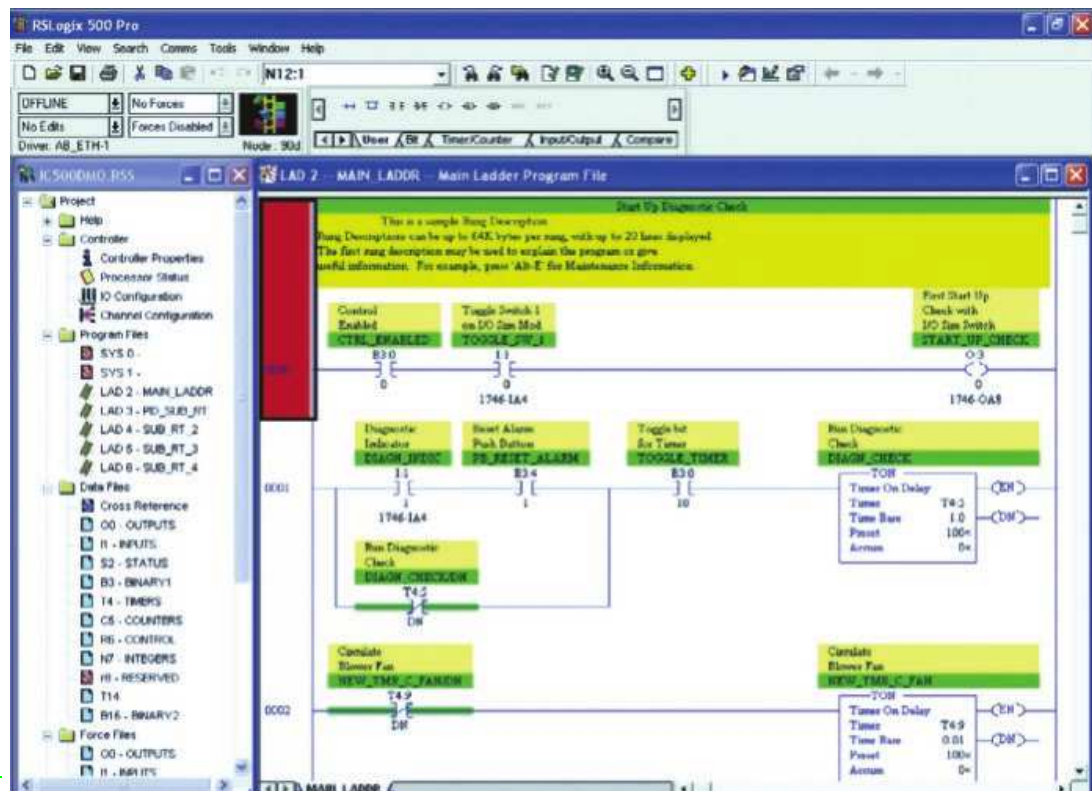 RSLogix 500 Pro
File Edit View Search Comms Tools Window Help
N12:1
OFFLINE No Forces
No Edits Forces Disabled
Driver: AB_ETH-1 Node: 90d
User Bit Timer/Counter Input/Output Compare
IC500DMO.RSS
LAD 2 -- MAIN_LADDR -- Main Ladder Program File
Project
Help
Controller
Controller Properties
Processor Status
IO Configuration
Channel Configuration
Program Files
SYS 0 -
SYS 1 -
LAD 2 - MAIN_LADDR
LAD 3 - PD_SUB_RT
LAD 4 - SUB_RT_2
LAD 5 - SUB_RT_3
LAD 6 - SUB_RT_4
Data Files
Cross Reference
O0 - OUTPUTS
I1 - INPUTS
S2 - STATUS
B3 - BINARY1
T4 - TIMERS
C5 - COUNTERS
R6 - CONTROL
N7 - INTEGERS
f8 - RESERVED
T14
B16 - BINARY2
Force Files
O0 - OUTPUTS
I1 - INPUTS
Start Up Diagnostic Check
This is a sample Rung Description
Rung Descriptions can be up to 64K bytes per rung, with up to 20 lines displayed
The first rung description may be used to explain the program or give
useful information. For example, press 'Alt-E' for Maintenance Information.
Control
Enabled
CTRL_ENABLED
B3:0
0
Toggle Switch 1
on I/O Sim Mod
TOGGLE_SW_1
I:1
0
1746-IA4
First Start Up
Check with
I/O Sim Switch
START_UP_CHECK
O:3
0
1746-OA8
0001
Diagnostic
Indicator
DIAGN_INDIC
I:1
1
1746-IA4
Reset Alarm
Push Button
PB_RESET_ALARM
B3:4
1
Toggle bit
for Timer
TOGGLE_TIMER
B3:0
10
Run Diagnostic
Check
DIAGN_CHECK
TON
Timer On Delay
Timer T4:5
Time Base 1.0
Preset 100<
Accum 0<
EN
DN
Run Diagnostic
Check
DIAGN_CHECK/DN
T4:5
DN
0002
Circulate
Blower Fan
NEW_TMR_C_FAN/DN
T4:9
DN
Circulate
Blower Fan
NEW_TMR_C_FAN
TON
Timer On Delay
Timer T4:9
Time Base 0.01
Preset 100<
Accum 0<
EN
DN
MAIN_LADDR